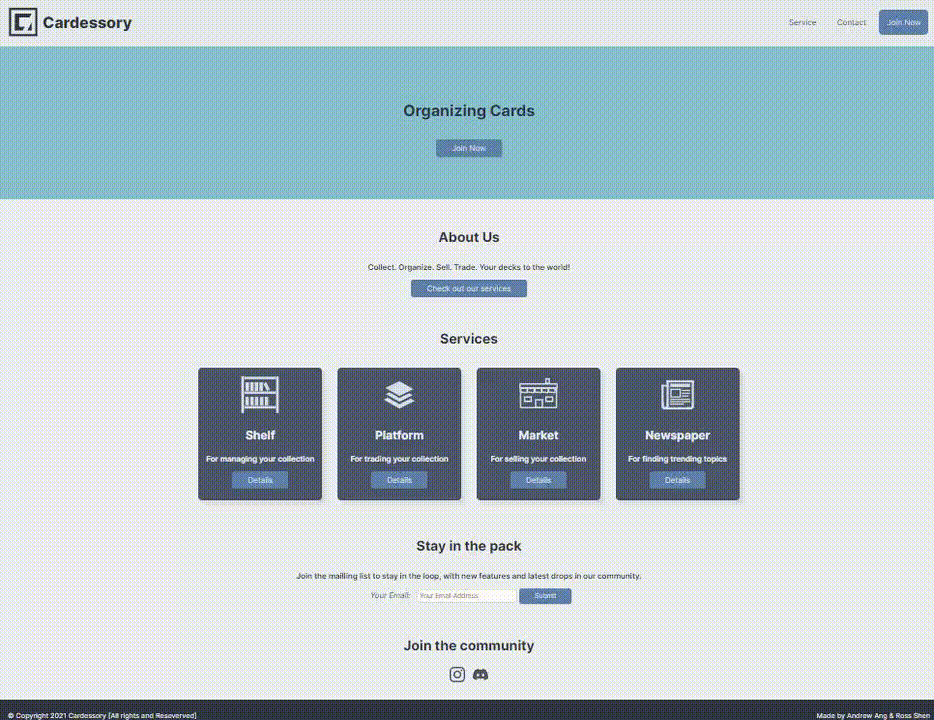 Cardessory
Service Contact Join Now
Organizing Cards
Join Now
About Us
Collect. Organize. Sell. Trade. Your decks to the world!
Check out our services
Services
Shelf Platform Market Newspaper
For managing your collection For trading your collection For selling your collection For finding trending topics
Details Details Details Details
Stay in the pack
Join the mailling list to stay in the loop, with new features and latest drops in our community.
Your Email: Your Email Address Submit
Join the community
© Copyright 2021 Cardessory [All rights and Resoverved] Made by Andrew Ang & Ross Shen